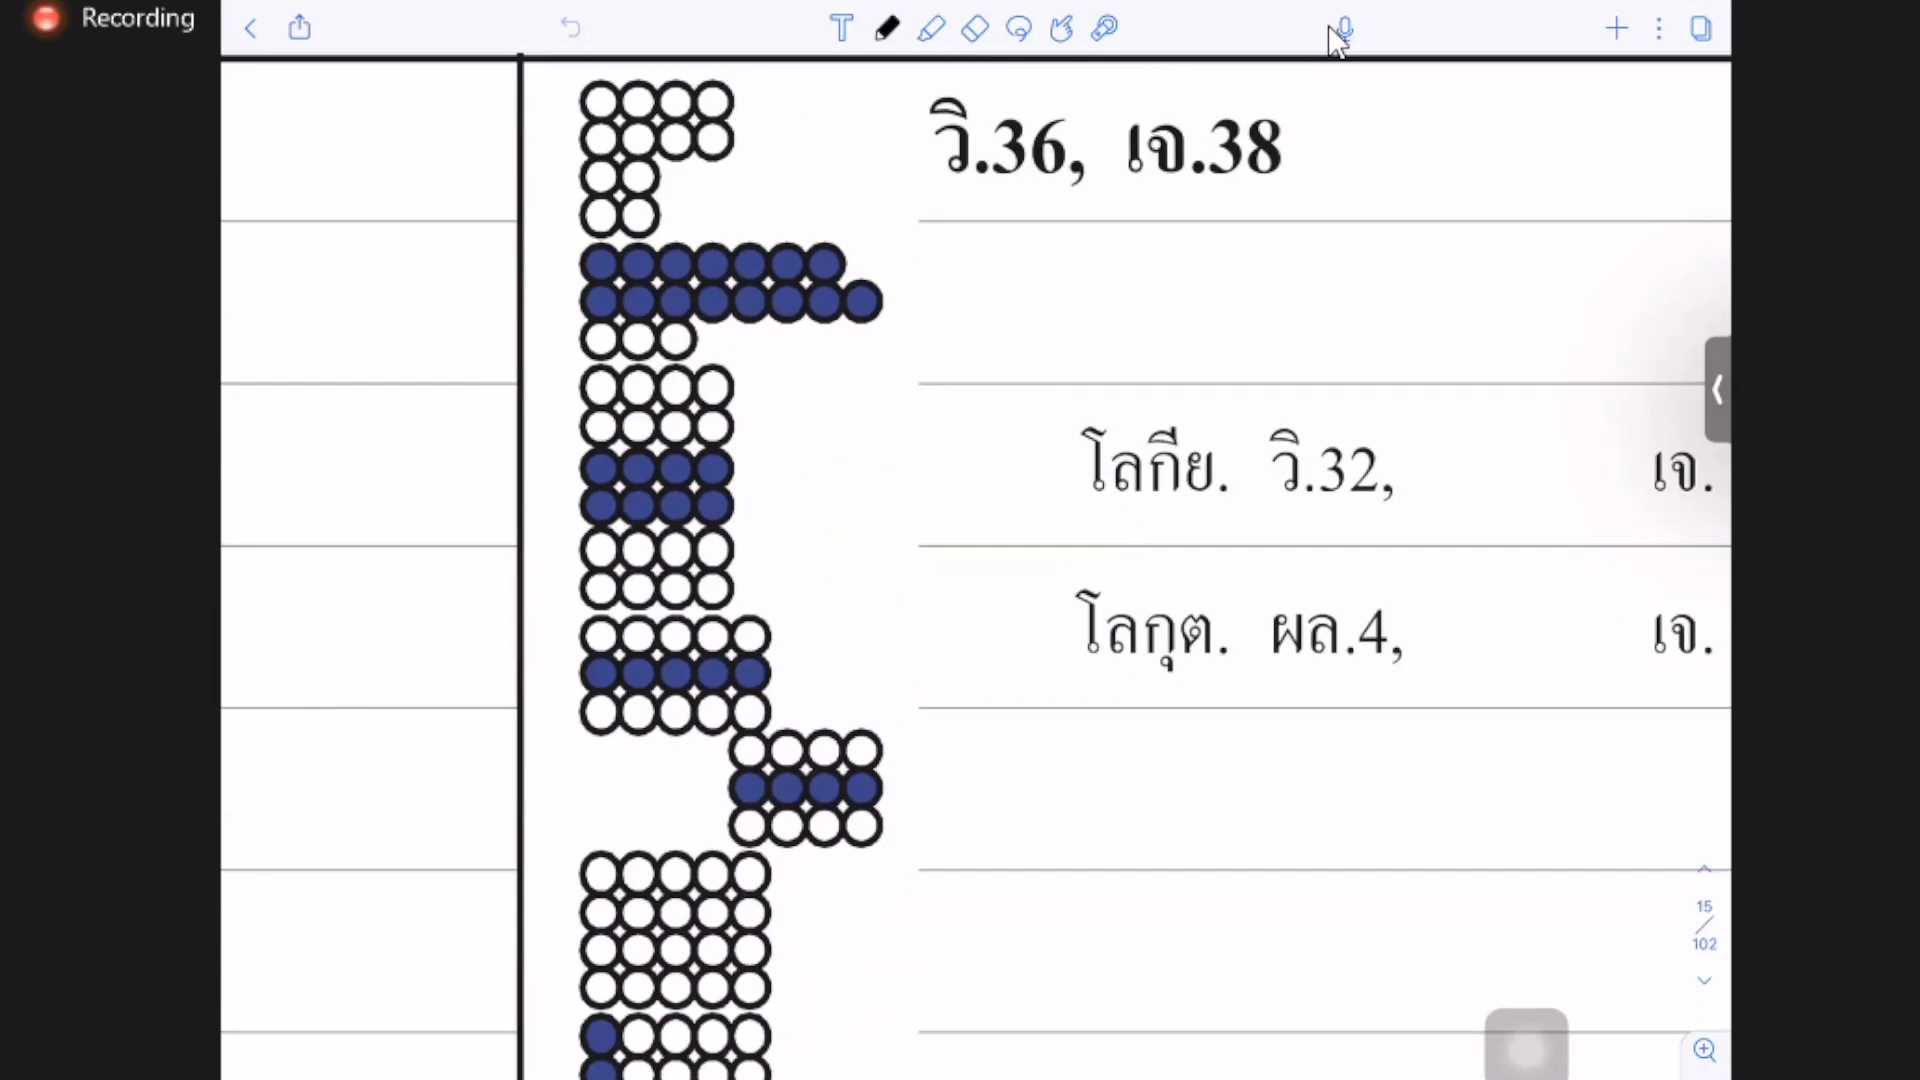 Recording
วิ.36, เจ.38
โลกีย. วิ.32, เจ.
โลกุต. ผล.4, เจ.
15
102